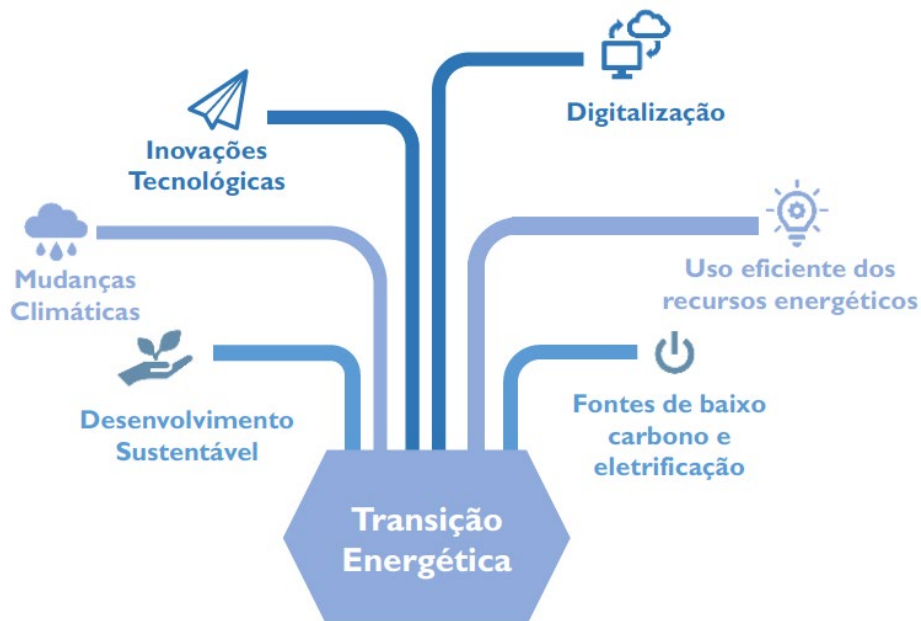 Digitalização
Inovações
Tecnológicas
Mudanças
Climáticas
Uso eficiente dos
recursos energéticos
Desenvolvimento
Sustentável
Fontes de baixo
carbono e
eletrificação
Transição
Energética